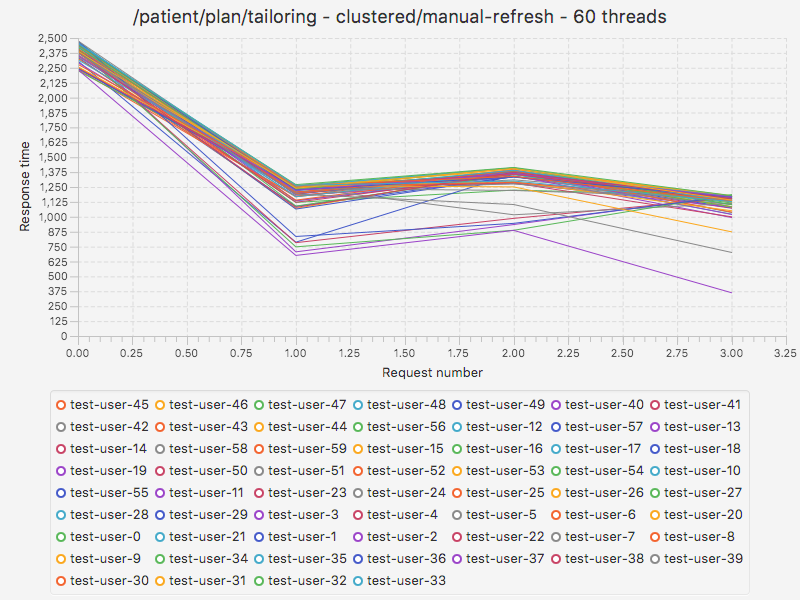 /patient/plan/tailoring - clustered/manual-refresh - 60 threads
2,500
2,375
2,250
2,125
2,000
1,875
1,750
1,625
1,500
1,375
1,250
1,125
1,000
875
750
625
500
375
250
125
0
Response time
0.00 0.25 0.50 0.75 1.00 1.25 1.50 1.75 2.00 2.25 2.50 2.75 3.00 3.25
Request number
test-user-45 test-user-46 test-user-47 test-user-48 test-user-49 test-user-40 test-user-41
test-user-42 test-user-43 test-user-44 test-user-56 test-user-12 test-user-57 test-user-13
test-user-14 test-user-58 test-user-59 test-user-15 test-user-16 test-user-17 test-user-18
test-user-19 test-user-50 test-user-51 test-user-52 test-user-53 test-user-54 test-user-10
test-user-55 test-user-11 test-user-23 test-user-24 test-user-25 test-user-26 test-user-27
test-user-28 test-user-29 test-user-3 test-user-4 test-user-5 test-user-6 test-user-20
test-user-0 test-user-21 test-user-1 test-user-2 test-user-22 test-user-7 test-user-8
test-user-9 test-user-34 test-user-35 test-user-36 test-user-37 test-user-38 test-user-39
test-user-30 test-user-31 test-user-32 test-user-33